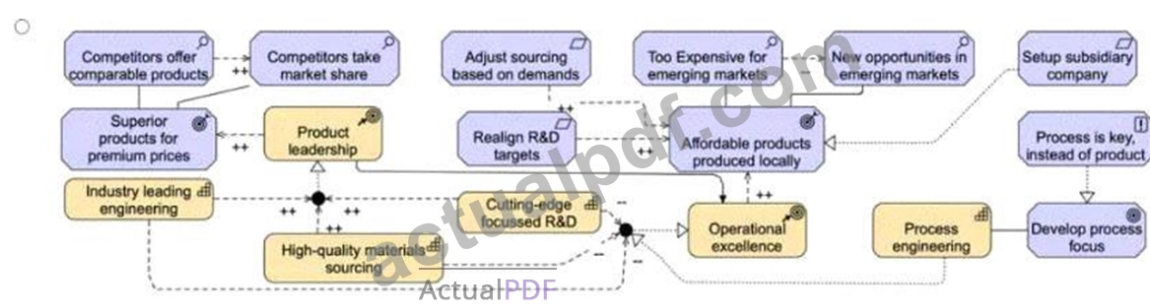 Competitors offer
comparable products
++
Competitors take
market share
Adjust sourcing
based on demands
Too Expensive for
emerging markets
--
New opportunities in
emerging markets
Setup subsidiary
company
Superior
products for
premium prices
++
Product
leadership
++
Realign R&D
targets
++
Affordable products
produced locally
Process is key,
instead of product
Industry leading
engineering
++
++
++
Cutting-edge
focussed R&D
--
++
Operational
excellence
Process
engineering
Develop process
focus
High-quality materials
sourcing
--
--
actualpdf.com
ActualPDF